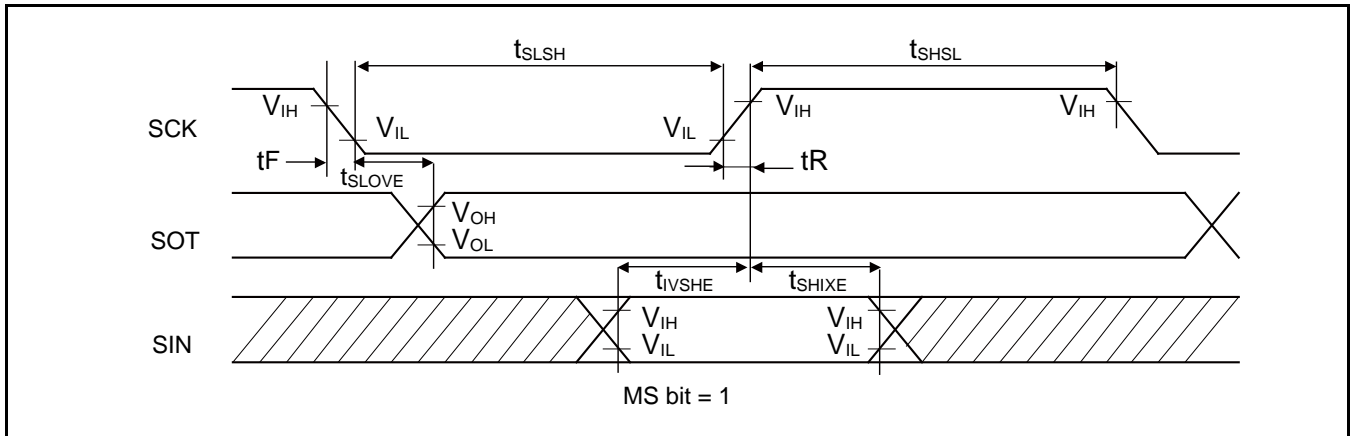 tSLSH
tSHSL
VIH
VIL
VIL
VIH
VIH
SCK
tF
tSLOVE
tR
SOT
VOH
VOL
tIVSHE
tSHIXE
SIN
VIH
VIL
VIH
VIL
MS bit = 1